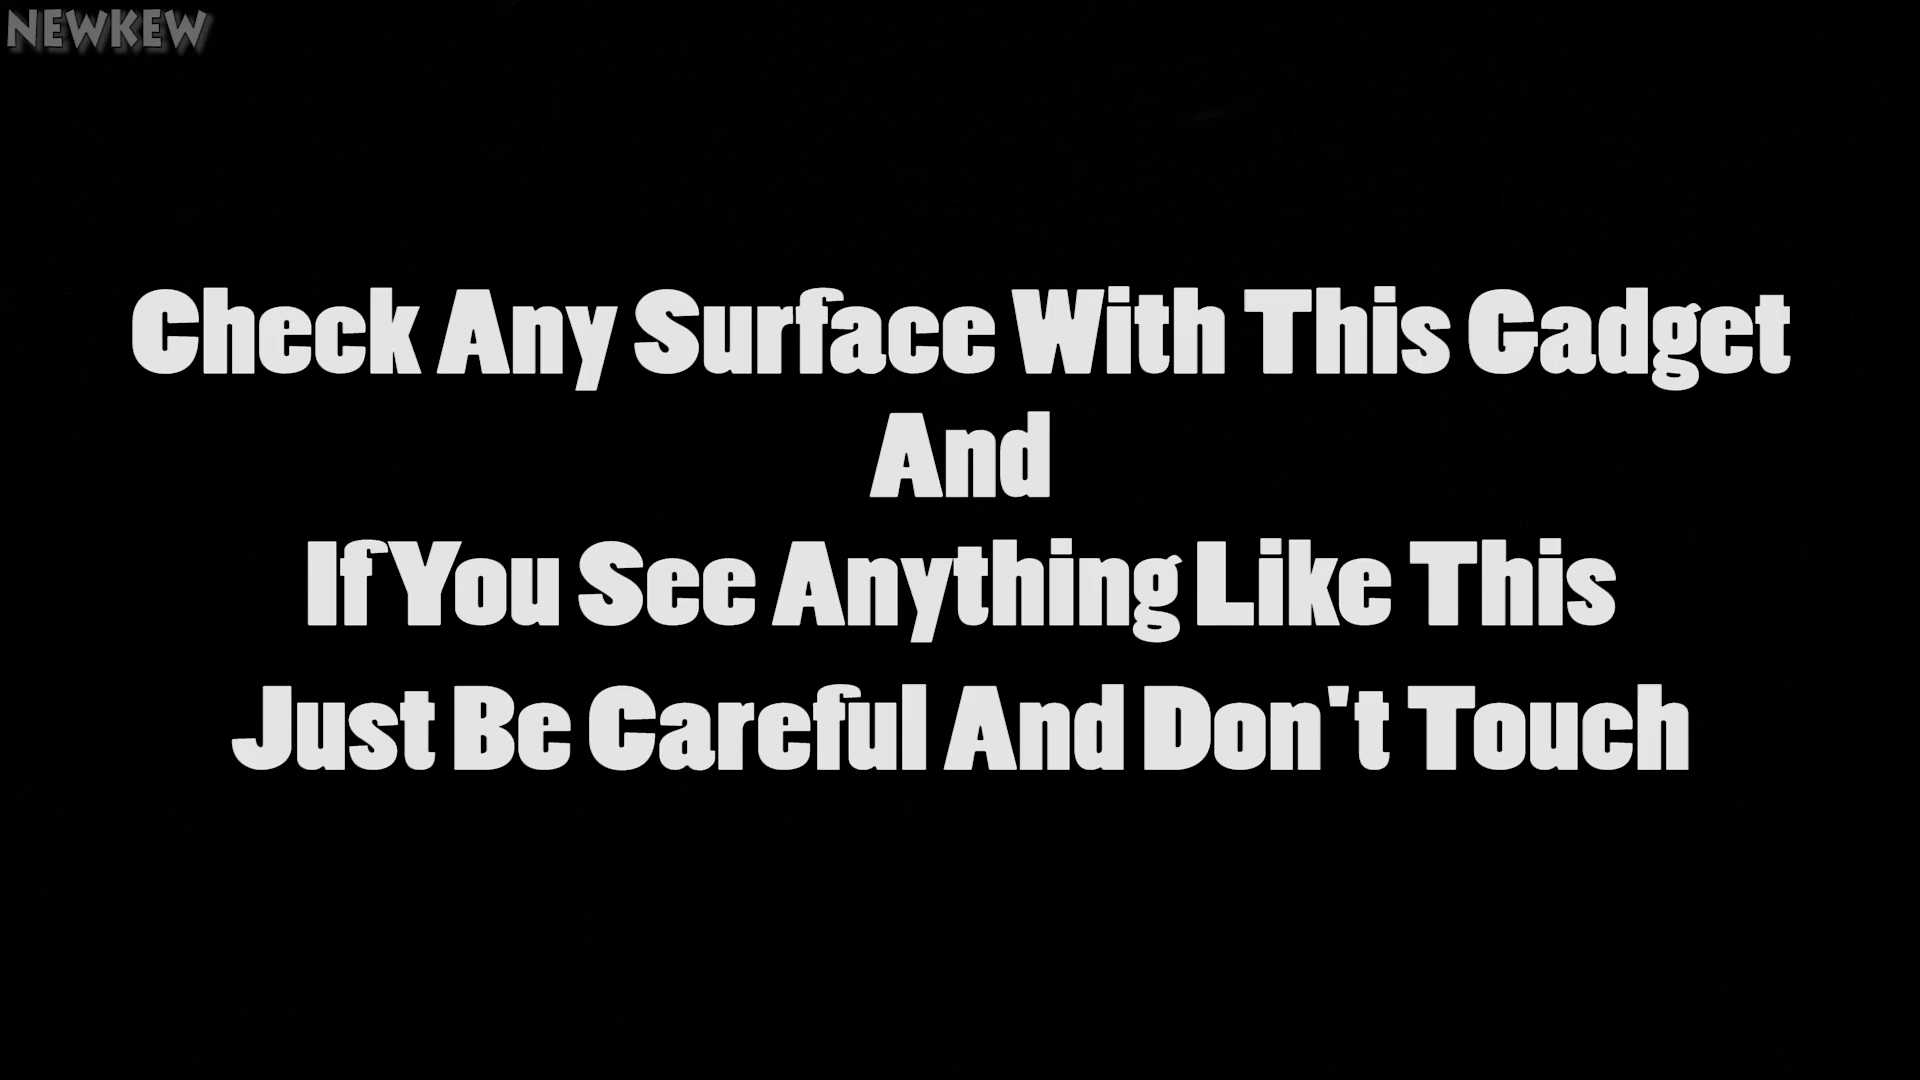 NEWKEW
Check Any Surface With This Gadget
And
If You See Anything Like This
Just Be Careful And Don't Touch